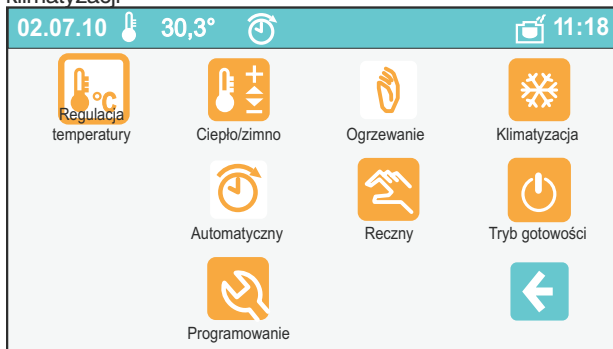 klimatyzacji
02.07.10 30,3° 11:18
°C
Regulacja
temperatury
Ciepło/zimno
Ogrzewanie
Klimatyzacja
Automatyczny
Reczny
Tryb gotowości
Programowanie